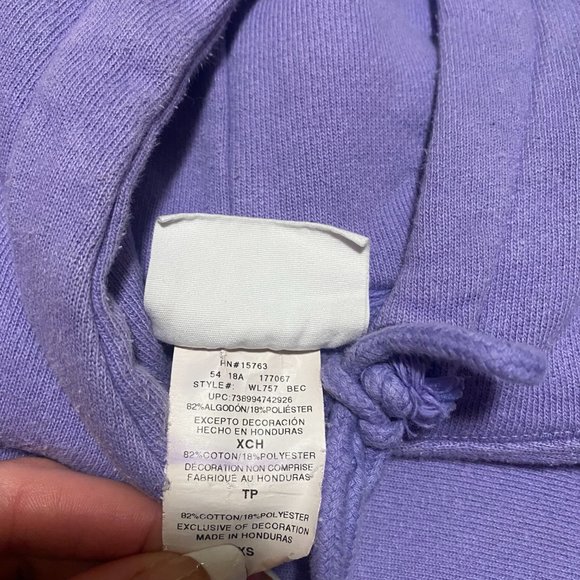 RN#15763
54 18A 177067
STYLE#: WL757 BEC
UPC:738994742926
82%ALGODÓN/18%POLIÉSTER
EXCEPTO DECORACIÓN
HECHO EN HONDURAS
XCH
82%COTON/18%POLYESTER
DÉCORATION NON COMPRISE
FABRIQUÉ AU HONDURAS
TP
82%COTTON/18%POLYESTER
EXCLUSIVE OF DECORATION
MADE IN HONDURAS
XS